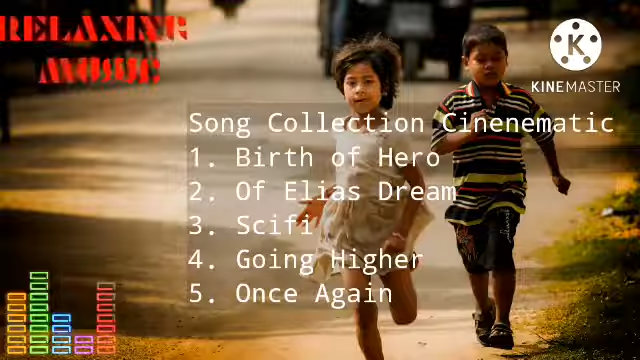 RELAXING
MUSIC
K
KINEMASTER
Song Collection Cinenematic
1. Birth of Hero
2. Of Elias Dream
3. Scifi
4. Going Higher
5. Once Again